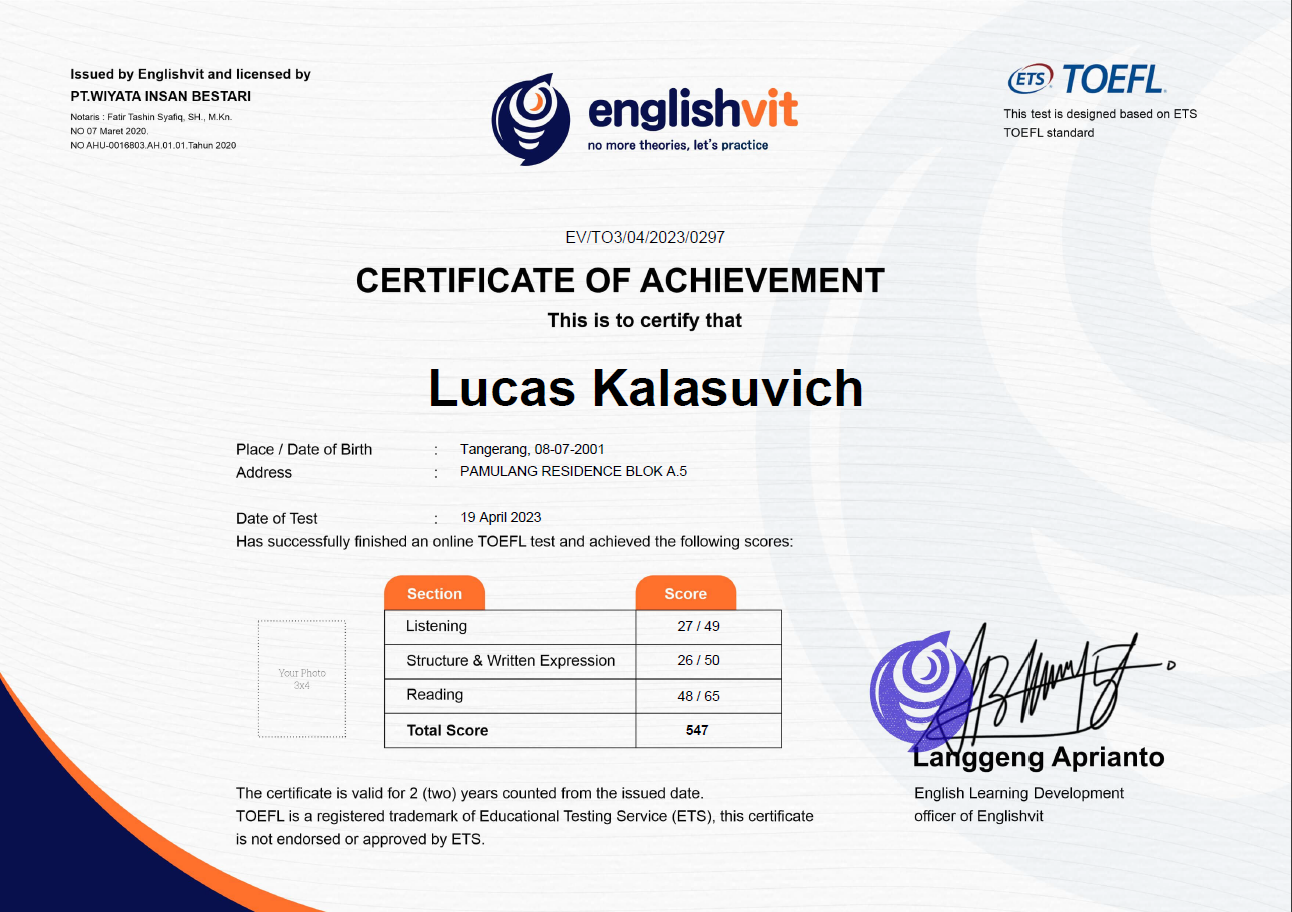 Issued by Englishvit and licensed by
PT.WIYATA INSAN BESTARI
Notaris : Fatir Tashin Syafiq, SH., M.Kn.
NO 07 Maret 2020.
NO AHU-0016803.AH.01.01.Tahun 2020
englishvit
no more theories, let's practice
ETS TOEFL
This test is designed based on ETS
TOEFL standard
EV/TO3/04/2023/0297
CERTIFICATE OF ACHIEVEMENT
This is to certify that
Lucas Kalasuvich
Place / Date of Birth : Tangerang, 08-07-2001
Address : PAMULANG RESIDENCE BLOK A.5
Date of Test : 19 April 2023
Has successfully finished an online TOEFL test and achieved the following scores:
Section Score
Listening 27 / 49
Structure & Written Expression 26 / 50
Reading 48 / 65
Total Score 547
Your Photo
3x4
Langgeng Aprianto
English Learning Development
officer of Englishvit
The certificate is valid for 2 (two) years counted from the issued date.
TOEFL is a registered trademark of Educational Testing Service (ETS), this certificate
is not endorsed or approved by ETS.